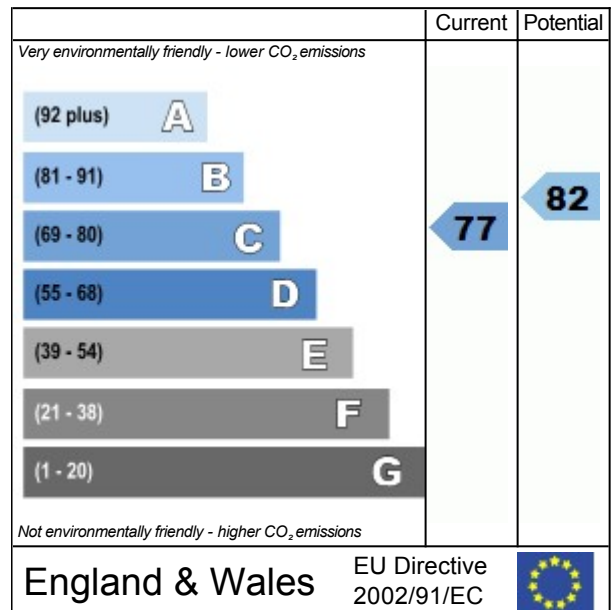 Current Potential
Very environmentally friendly - lower CO₂ emissions
(92 plus) A
(81 - 91) B
(69 - 80) C
(55 - 68) D
(39 - 54) E
(21 - 38) F
(1 - 20) G
77
82
Not environmentally friendly - higher CO₂ emissions
England & Wales
EU Directive
2002/91/EC